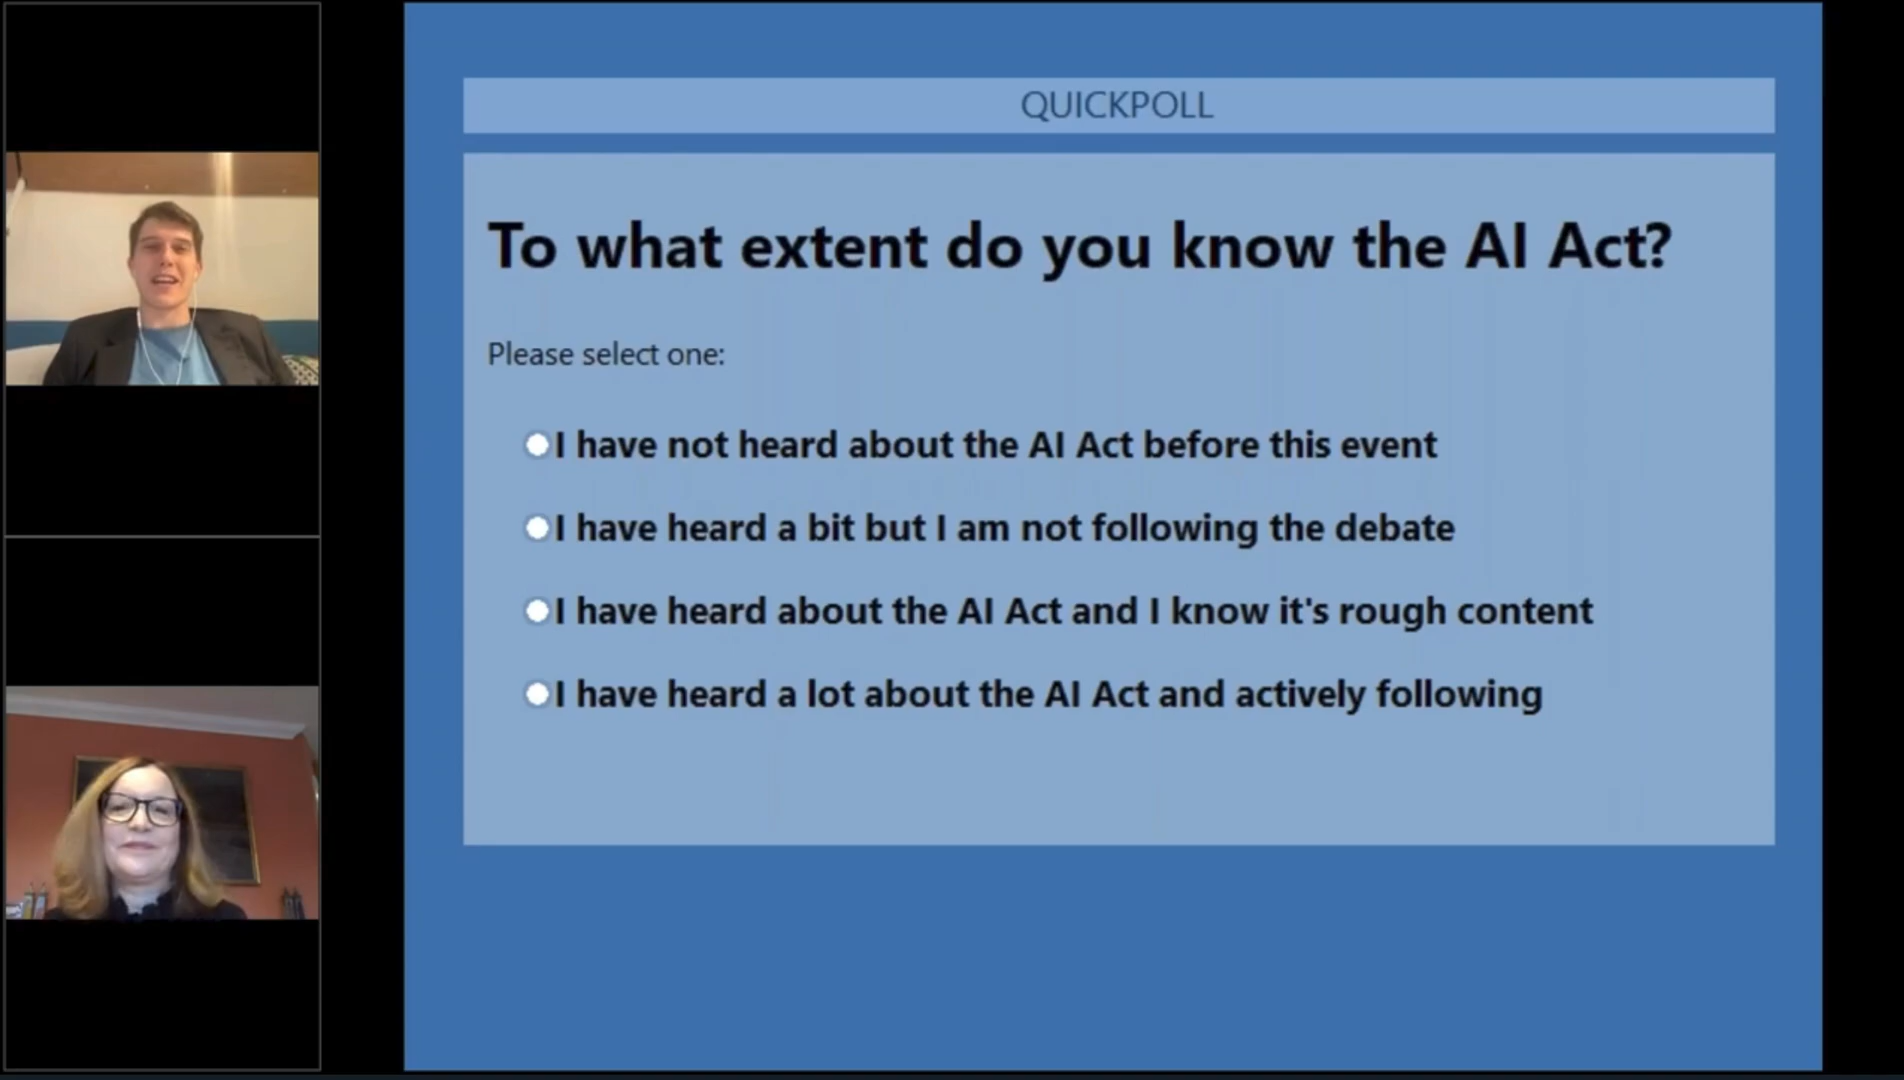 QUICKPOLL
To what extent do you know the AI Act?
Please select one:
I have not heard about the AI Act before this event
I have heard a bit but I am not following the debate
I have heard about the AI Act and I know it's rough content
I have heard a lot about the AI Act and actively following